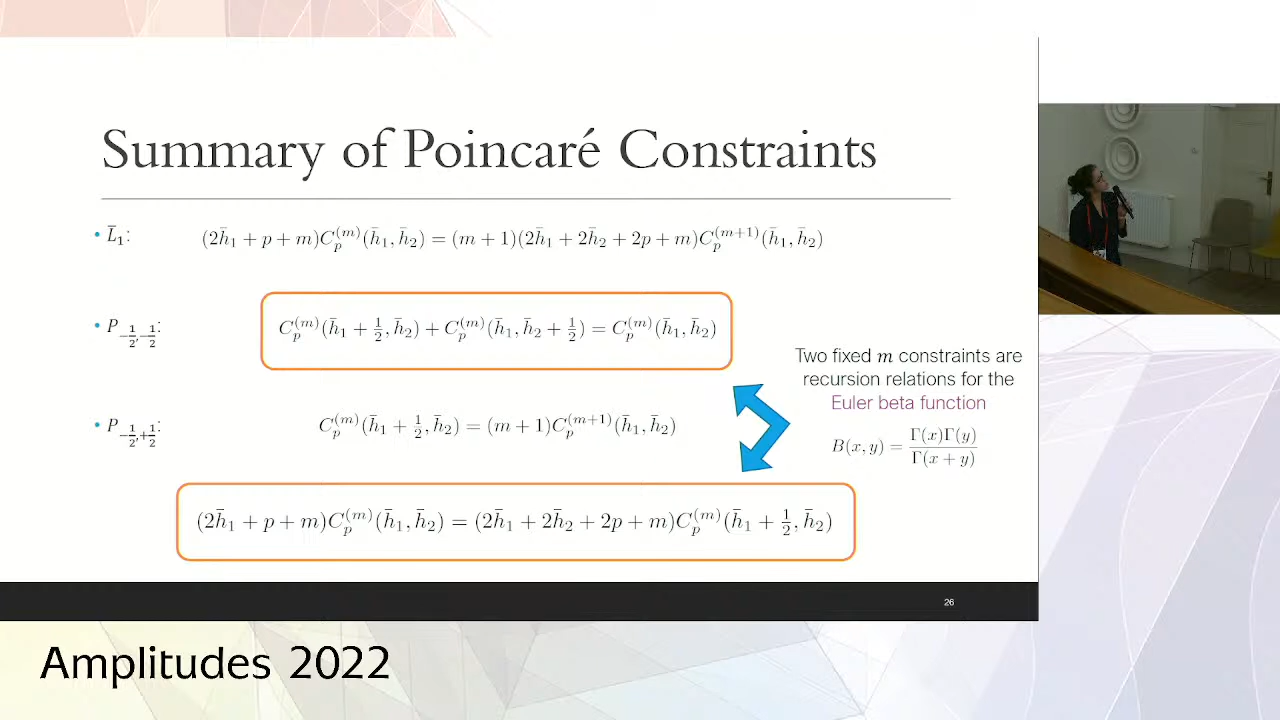 Summary of Poincaré Constraints
• L̄₁: (2h̄₁ + p + m)C_p^{(m)}(h̄₁, h̄₂) = (m + 1)(2h̄₁ + 2h̄₂ + 2p + m)C_p^{(m+1)}(h̄₁, h̄₂)
• P_{-1/2,-1/2}: C_p^{(m)}(h̄₁ + 1/2, h̄₂) + C_p^{(m)}(h̄₁, h̄₂ + 1/2) = C_p^{(m)}(h̄₁, h̄₂)
Two fixed m constraints are
recursion relations for the
Euler beta function
B(x, y) = Γ(x)Γ(y)/Γ(x + y)
• P_{-1/2,+1/2}: C_p^{(m)}(h̄₁ + 1/2, h̄₂) = (m + 1)C_p^{(m+1)}(h̄₁, h̄₂)
(2h̄₁ + p + m)C_p^{(m)}(h̄₁, h̄₂) = (2h̄₁ + 2h̄₂ + 2p + m)C_p^{(m)}(h̄₁ + 1/2, h̄₂)
26
Amplitudes 2022